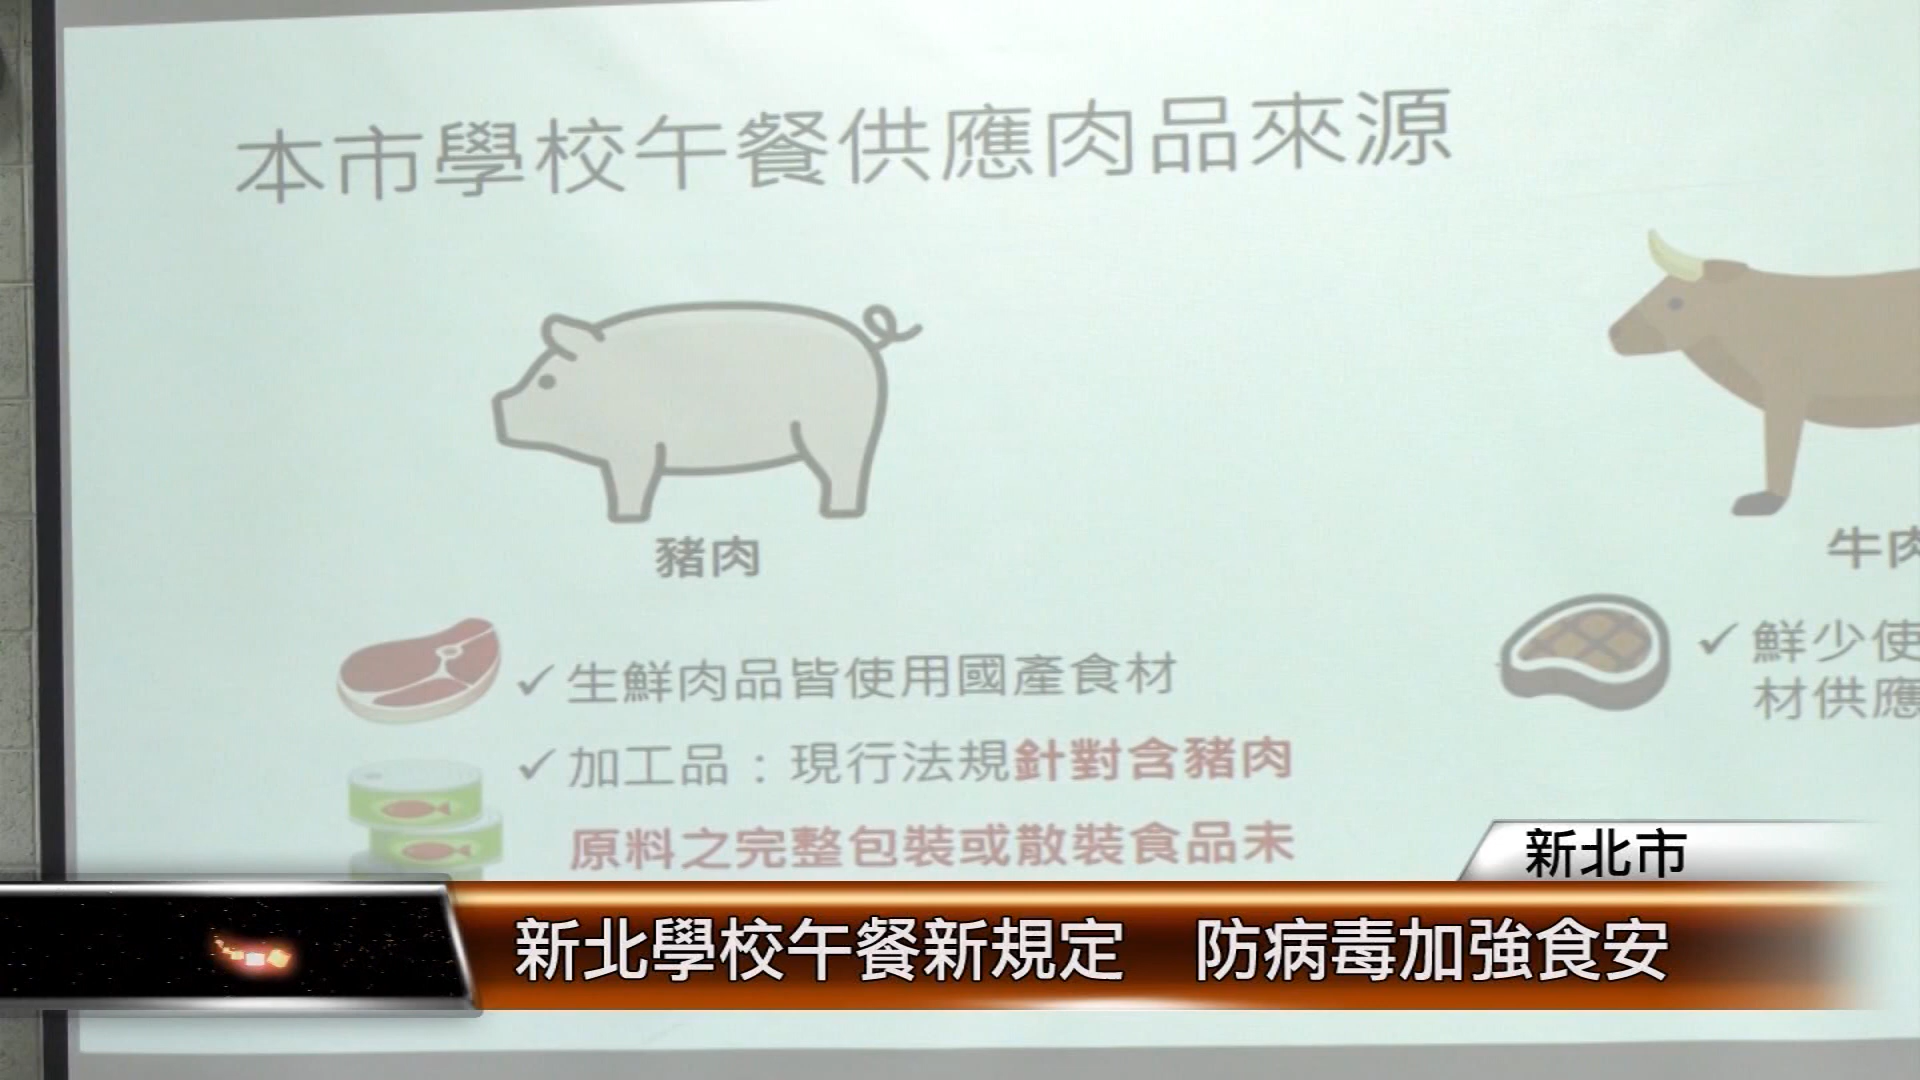 本市學校午餐供應肉品來源
豬肉
生鮮肉品皆使用國產食材
加工品：現行法規針對含豬肉
原料之完整包裝或散裝食品未
牛肉
鮮少使
材供應
新北市
新北學校午餐新規定 防病毒加強食安